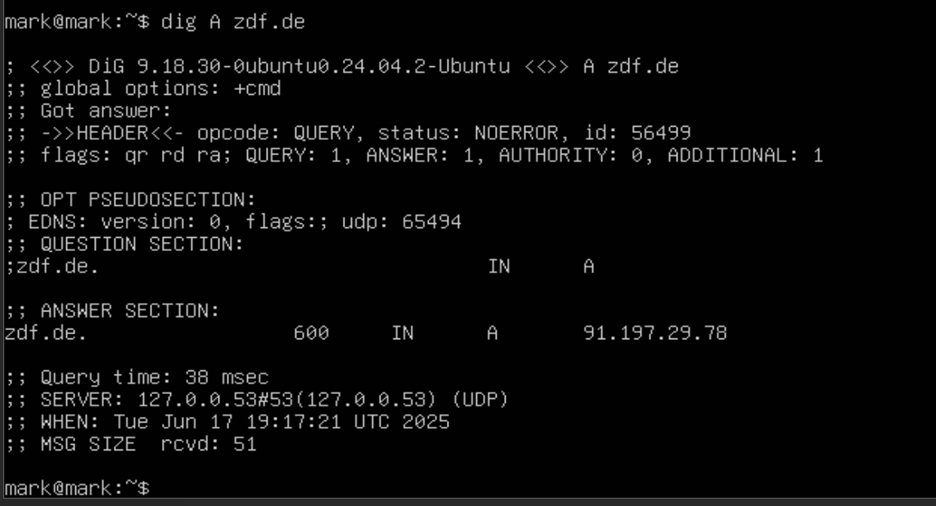 mark@mark:~$ dig A zdf.de
; <<>> DiG 9.18.30-0ubuntu0.24.04.2-Ubuntu <<>> A zdf.de
;; global options: +cmd
;; Got answer:
;; ->>HEADER<<- opcode: QUERY, status: NOERROR, id: 56499
;; flags: qr rd ra; QUERY: 1, ANSWER: 1, AUTHORITY: 0, ADDITIONAL: 1
;; OPT PSEUDOSECTION:
; EDNS: version: 0, flags:; udp: 65494
;; QUESTION SECTION:
;zdf.de. IN A
;; ANSWER SECTION:
zdf.de. 600 IN A 91.197.29.78
;; Query time: 38 msec
;; SERVER: 127.0.0.53#53(127.0.0.53) (UDP)
;; WHEN: Tue Jun 17 19:17:21 UTC 2025
;; MSG SIZE  rcvd: 51
mark@mark:~$